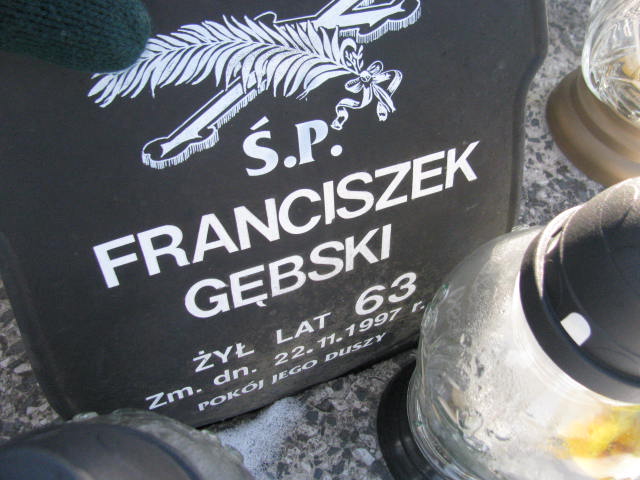 Ś.P.
FRANCISZEK
GĘBSKI
ŻYŁ LAT 63
Zm. dn. 22.11.1997 r.
POKÓJ JEGO DUSZY